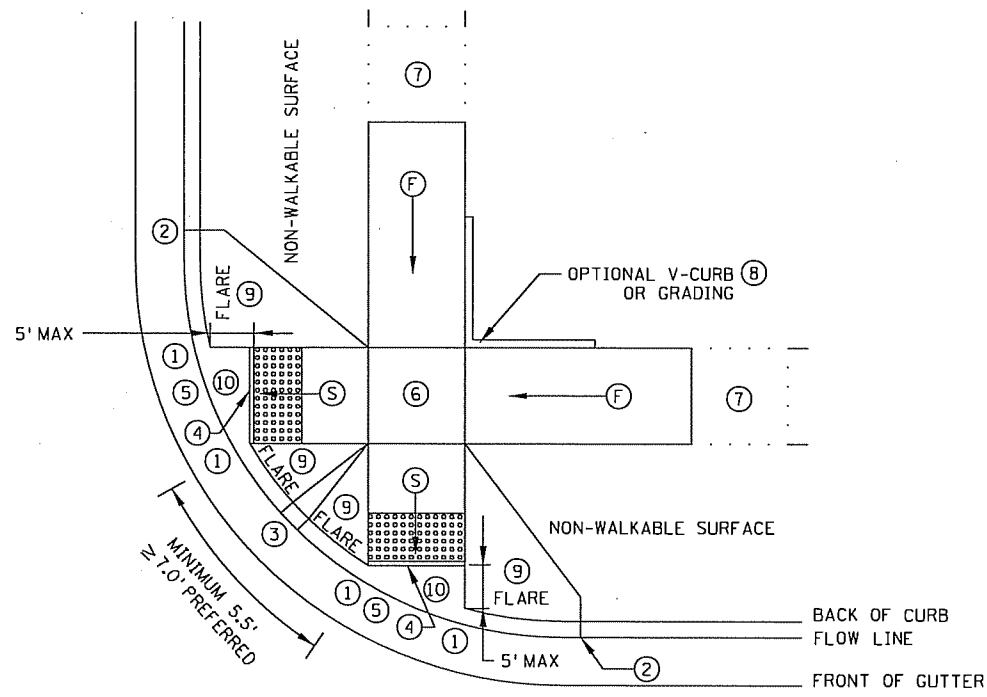 ⑦
NON-WALKABLE SURFACE
Ⓕ
②
OPTIONAL V-CURB ⑧
OR GRADING
FLARE ⑨
5' MAX
①
⑤
⑩
Ⓢ
⑥
Ⓕ
⑦
④
①
FLARE ⑨
③
FLARE ⑨
Ⓢ
NON-WALKABLE SURFACE
MINIMUM 5.5'
≥ 7.0' PREFERRED
①
⑤
⑩
④
①
⑨
FLARE
5' MAX
②
BACK OF CURB
FLOW LINE
FRONT OF GUTTER